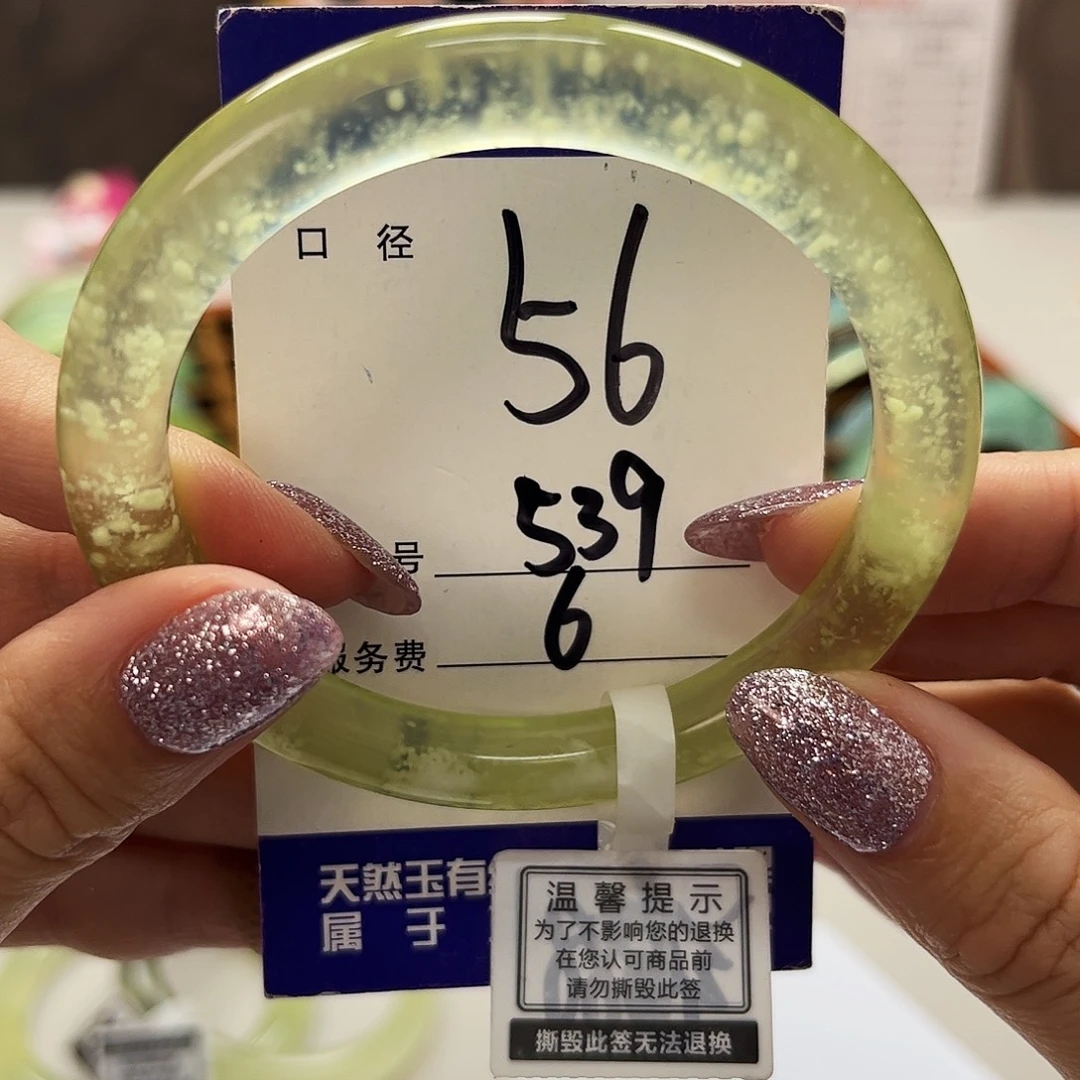 口 径 56
539
号
6
服务费
天然玉有
属 于
温馨提示
为了不影响您的退换
在您认可商品前
请勿撕毁此签
撕毁此签无法退换